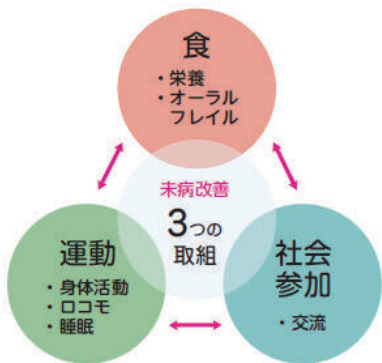 食
・栄養
・オーラル
フレイル
未病改善
3つの
取組
運動
・身体活動
・ロコモ
・睡眠
社会
参加
・交流